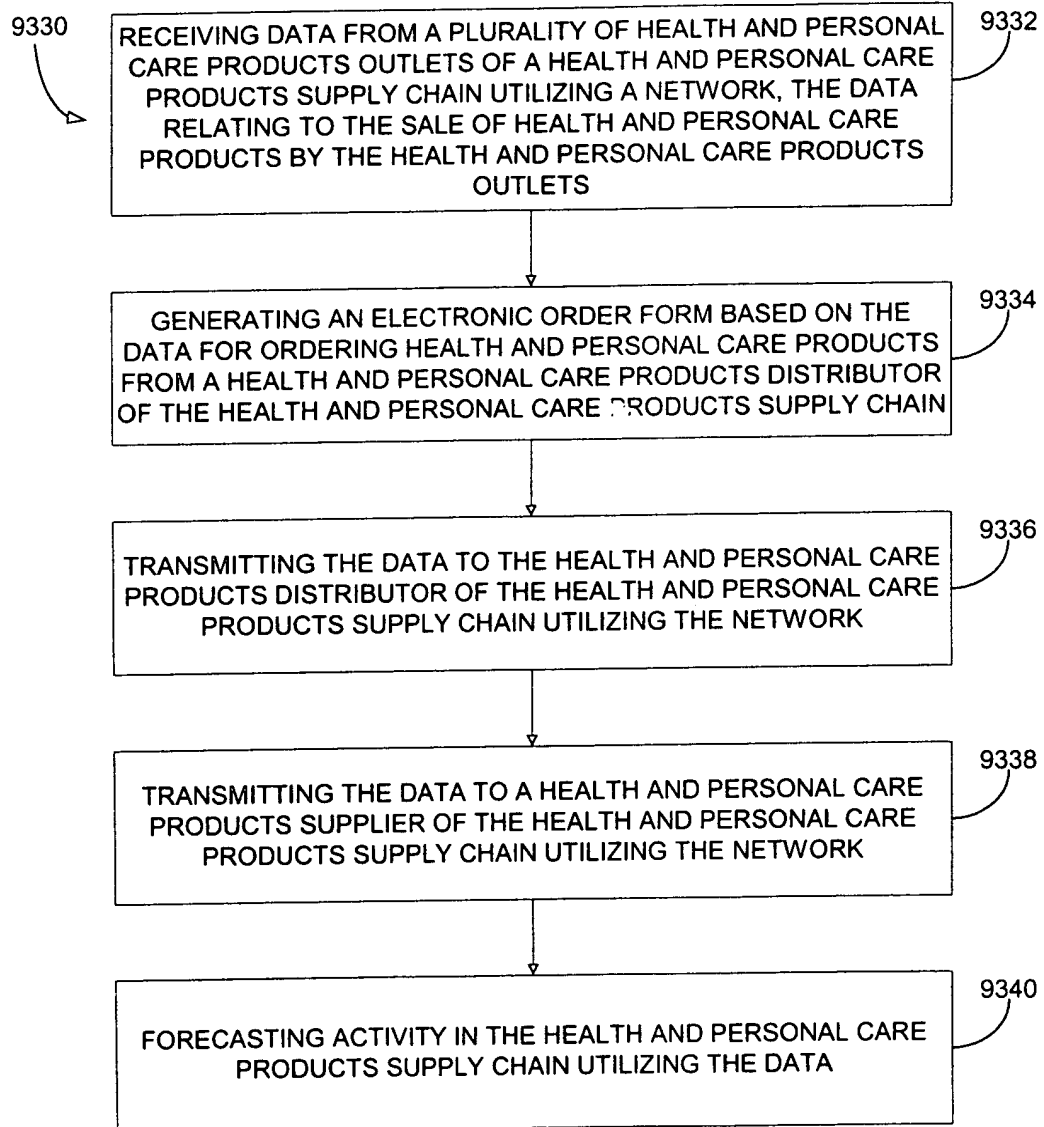 9330
9332
RECEIVING DATA FROM A PLURALITY OF HEALTH AND PERSONAL
CARE PRODUCTS OUTLETS OF A HEALTH AND PERSONAL CARE
PRODUCTS SUPPLY CHAIN UTILIZING A NETWORK, THE DATA
RELATING TO THE SALE OF HEALTH AND PERSONAL CARE
PRODUCTS BY THE HEALTH AND PERSONAL CARE PRODUCTS
OUTLETS
9334
GENERATING AN ELECTRONIC ORDER FORM BASED ON THE
DATA FOR ORDERING HEALTH AND PERSONAL CARE PRODUCTS
FROM A HEALTH AND PERSONAL CARE PRODUCTS DISTRIBUTOR
OF THE HEALTH AND PERSONAL CARE PRODUCTS SUPPLY CHAIN
9336
TRANSMITTING THE DATA TO THE HEALTH AND PERSONAL CARE
PRODUCTS DISTRIBUTOR OF THE HEALTH AND PERSONAL CARE
PRODUCTS SUPPLY CHAIN UTILIZING THE NETWORK
9338
TRANSMITTING THE DATA TO A HEALTH AND PERSONAL CARE
PRODUCTS SUPPLIER OF THE HEALTH AND PERSONAL CARE
PRODUCTS SUPPLY CHAIN UTILIZING THE NETWORK
9340
FORECASTING ACTIVITY IN THE HEALTH AND PERSONAL CARE
PRODUCTS SUPPLY CHAIN UTILIZING THE DATA